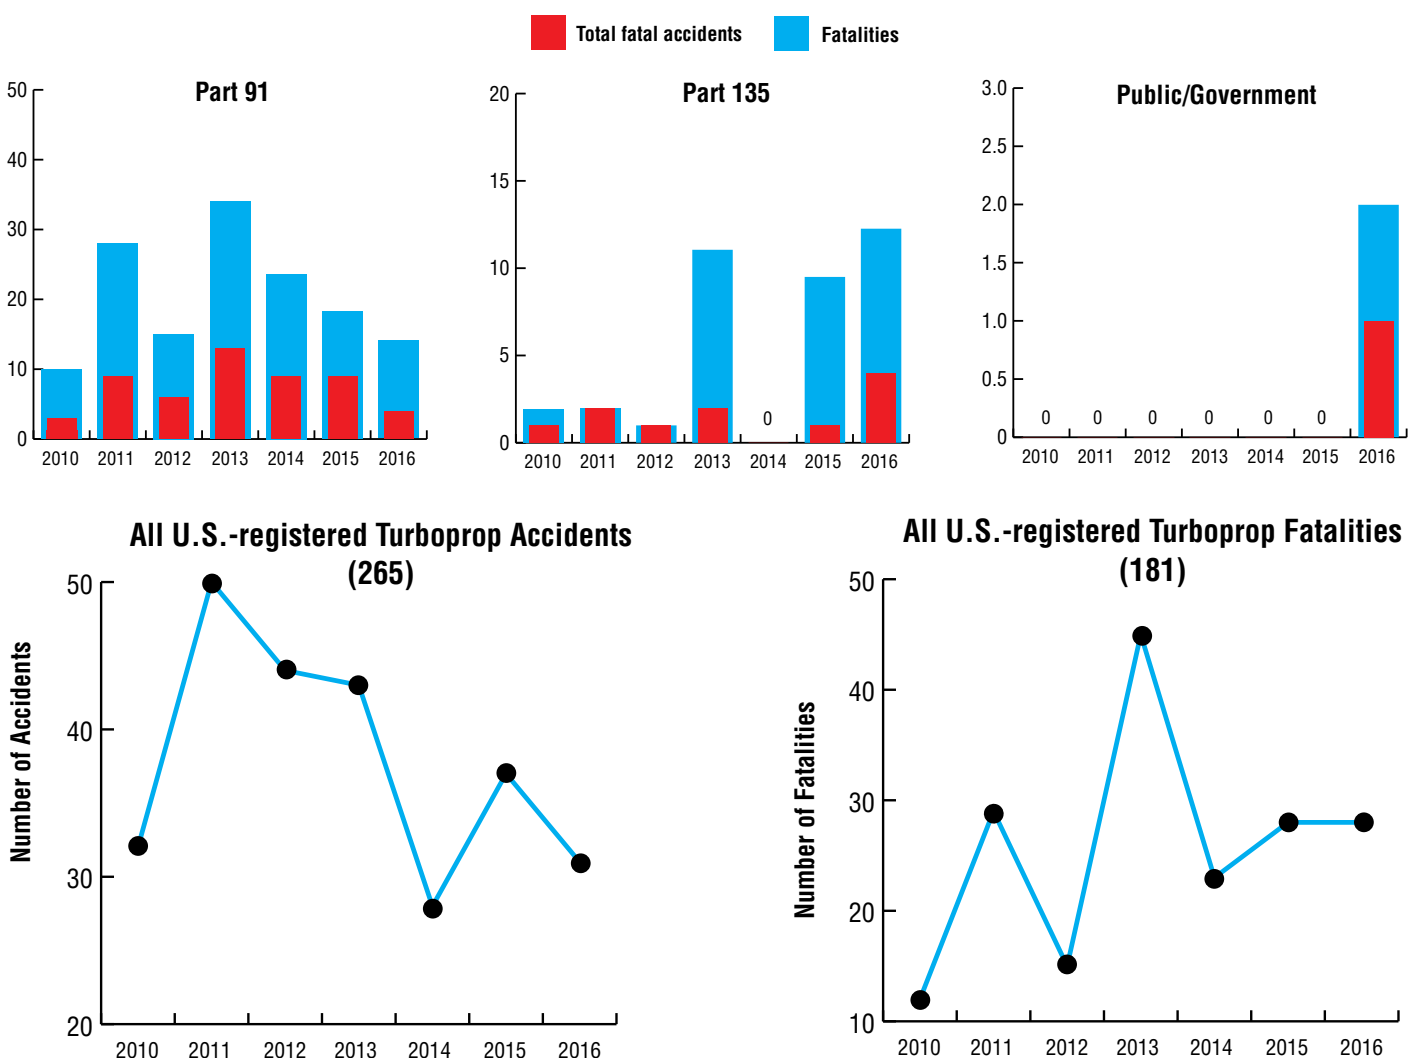 Total fatal accidents
Fatalities
Part 91
50
40
30
20
10
0
2010 2011 2012 2013 2014 2015 2016
Part 135
20
15
10
5
0
0
2010 2011 2012 2013 2014 2015 2016
Public/Government
3.0
2.5
2.0
1.5
1.0
0.5
0
0 0 0 0 0 0
2010 2011 2012 2013 2014 2015 2016
All U.S.-registered Turboprop Accidents
(265)
Number of Accidents
50
40
30
20
2010 2011 2012 2013 2014 2015 2016
All U.S.-registered Turboprop Fatalities
(181)
Number of Fatalities
50
40
30
20
10
2010 2011 2012 2013 2014 2015 2016